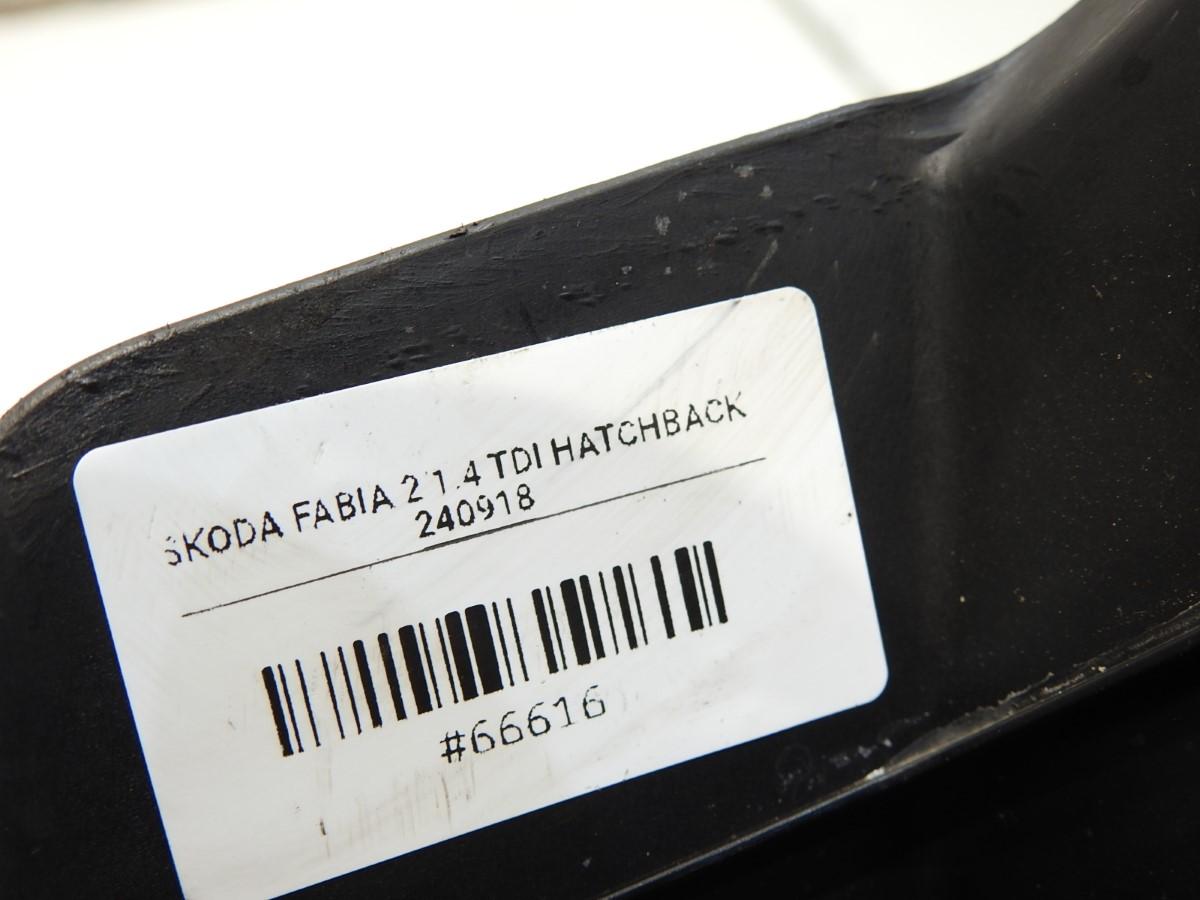 SKODA FABIA 2 1.4 TDI HATCHBACK
240918
#66616